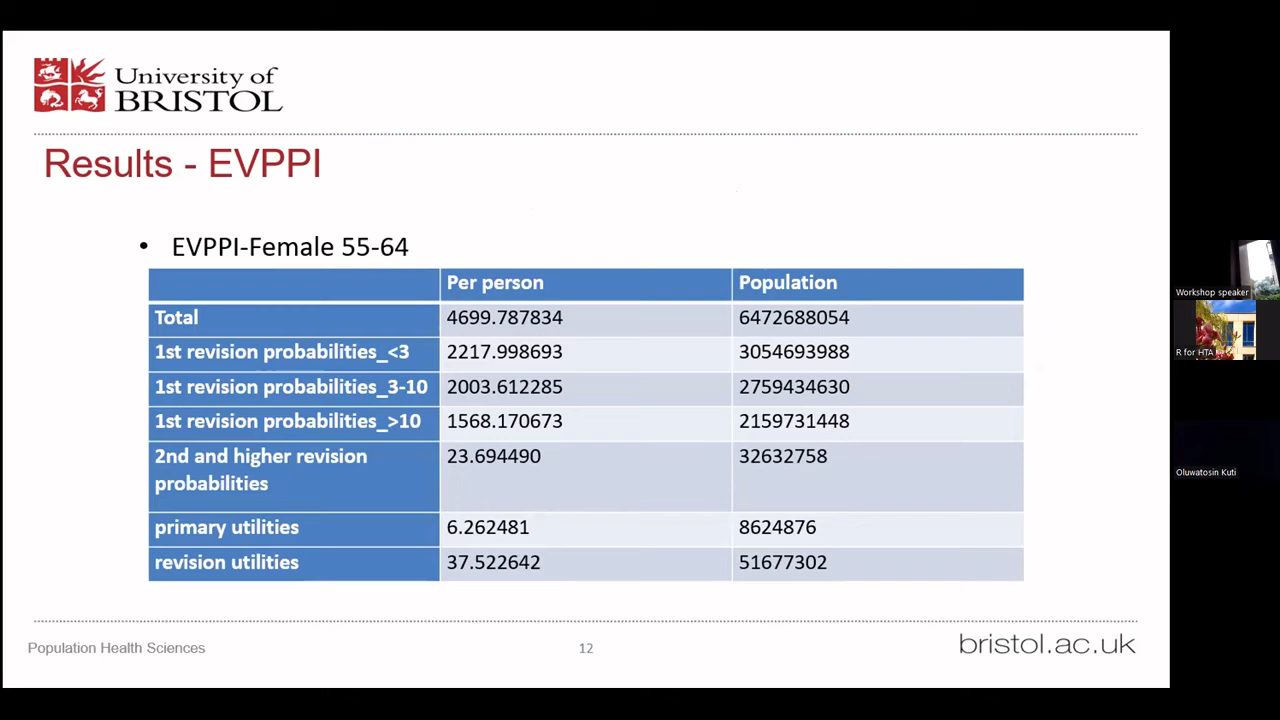 University of
BRISTOL
Results - EVPPI
• EVPPI-Female 55-64
Per person Population
Total 4699.787834 6472688054
1st revision probabilities_<3 2217.998693 3054693988
1st revision probabilities_3-10 2003.612285 2759434630
1st revision probabilities_>10 1568.170673 2159731448
2nd and higher revision 23.694490 32632758
probabilities
primary utilities 6.262481 8624876
revision utilities 37.522642 51677302
Population Health Sciences 12 bristol.ac.uk
Workshop speaker
R for HTA
Oluwatosin Kuti